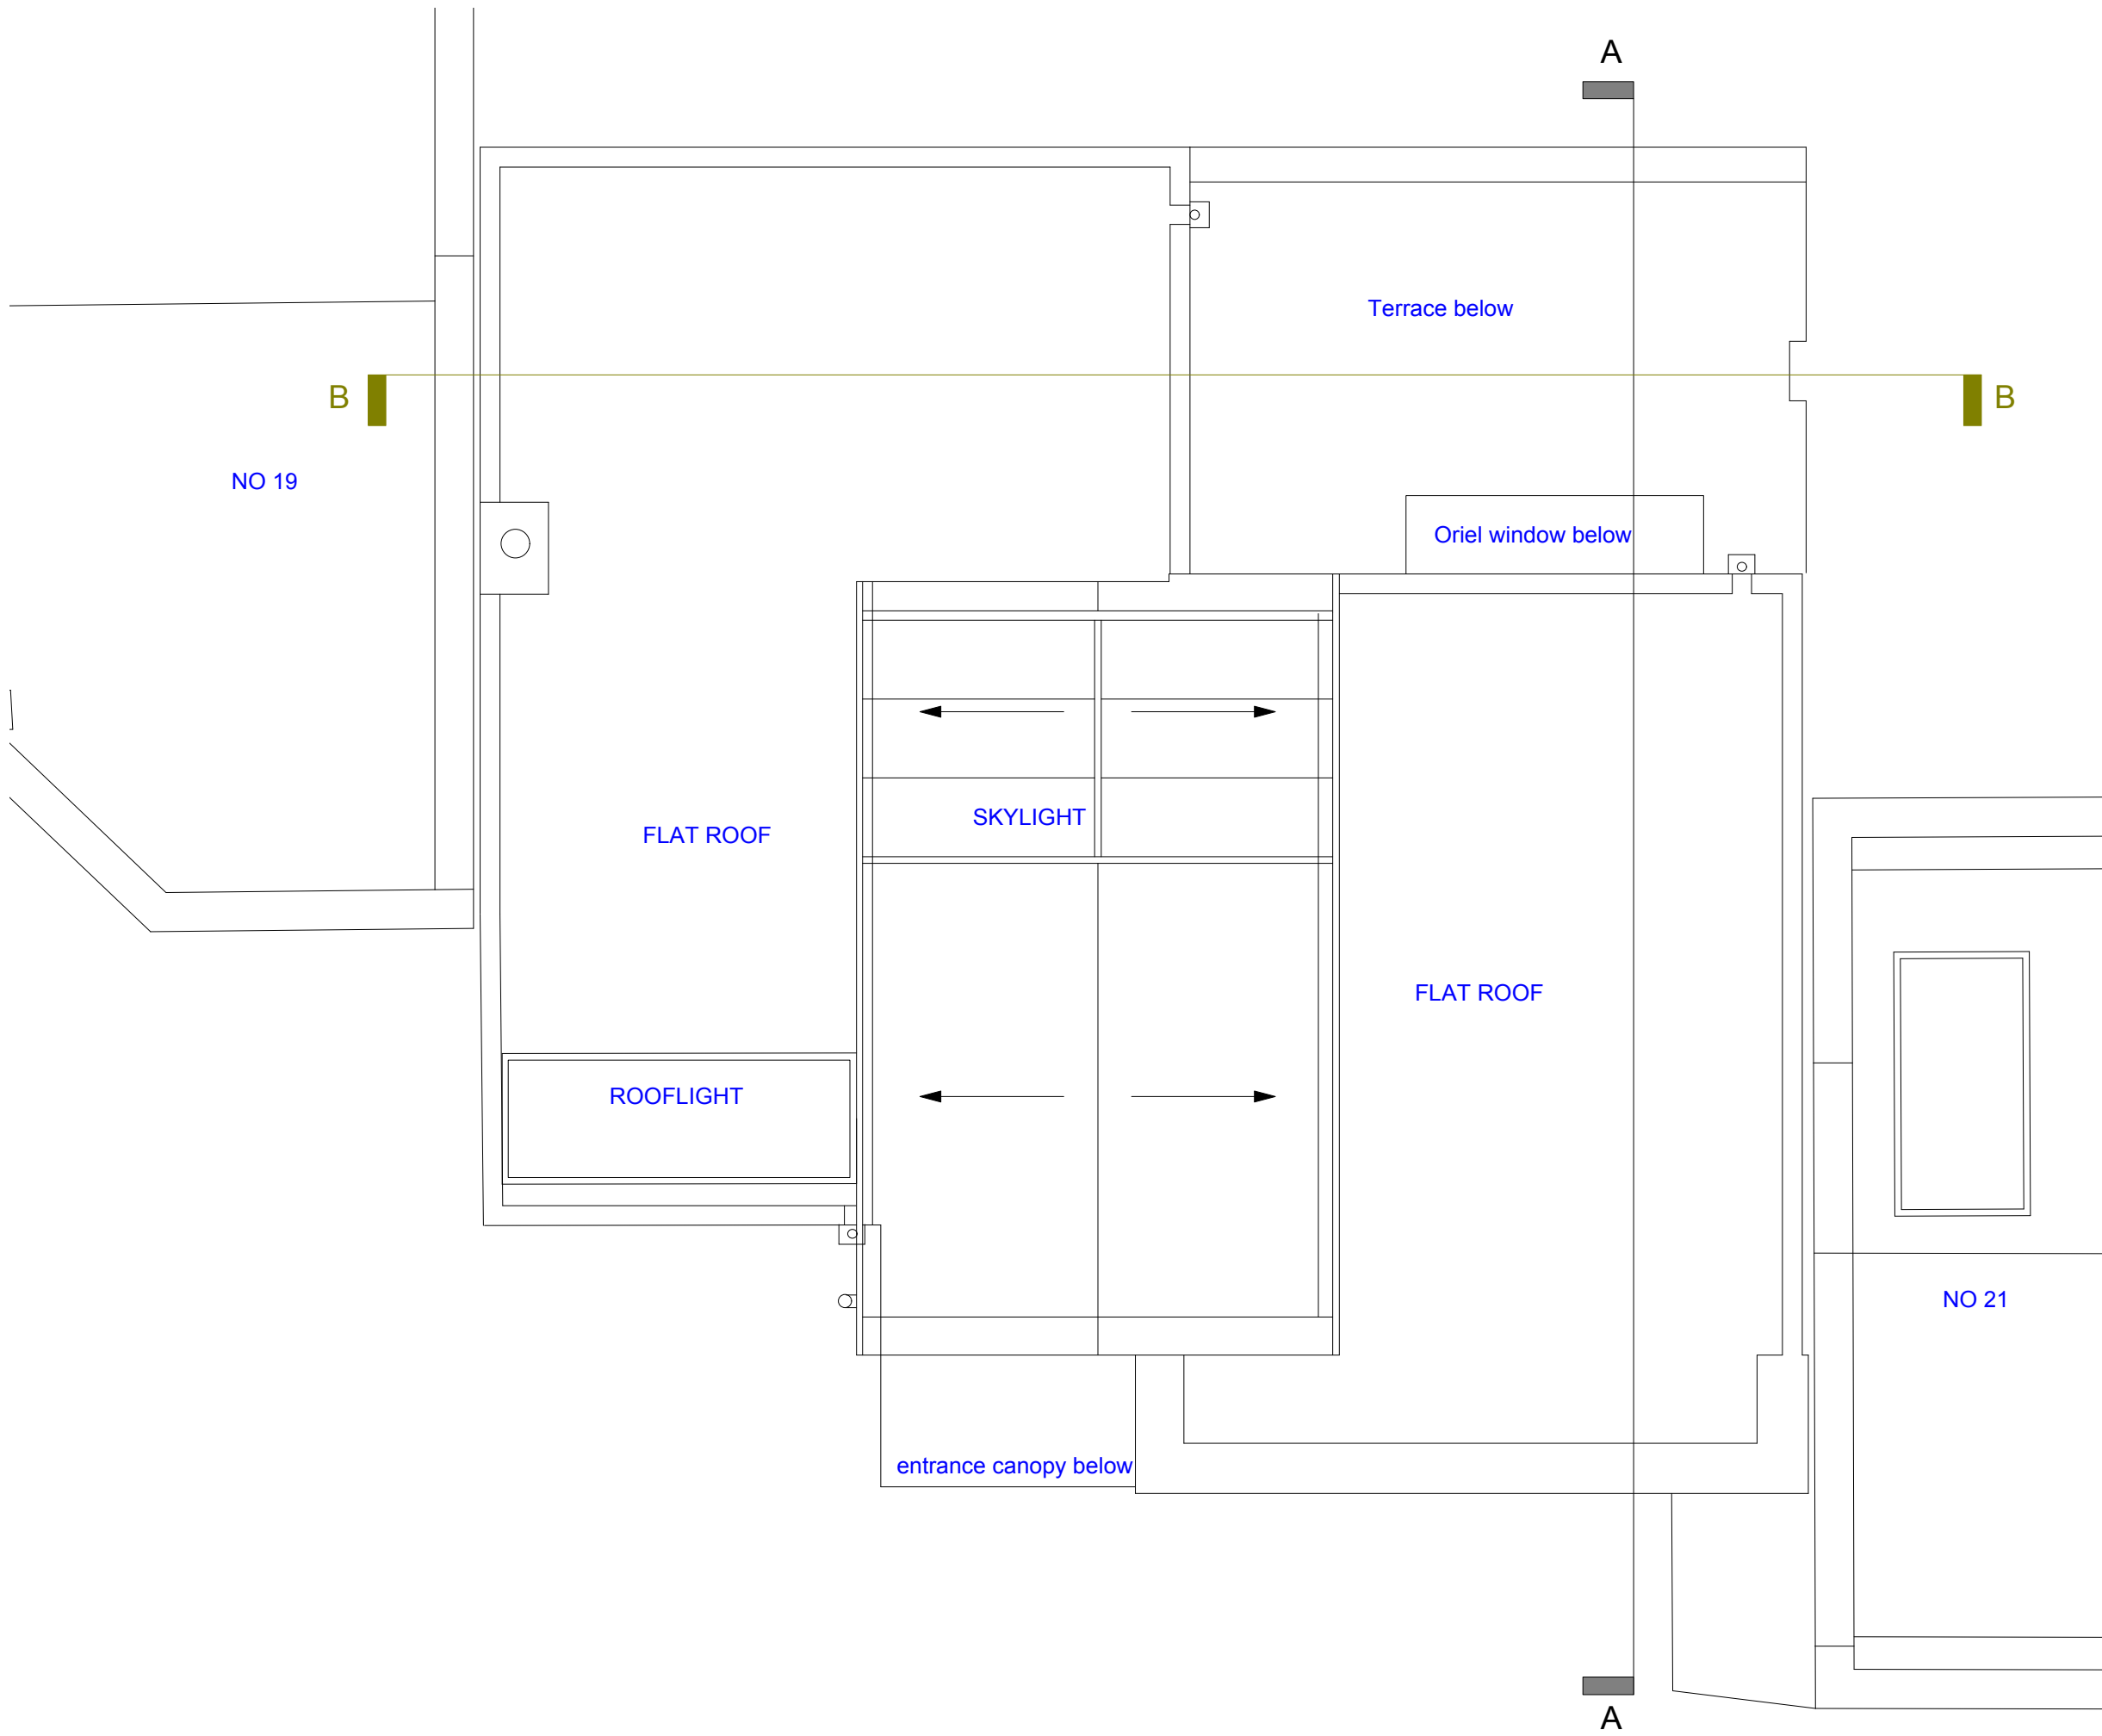 A
Terrace below
B
B
NO 19
Oriel window below
SKYLIGHT
FLAT ROOF
FLAT ROOF
ROOFLIGHT
NO 21
entrance canopy below
A